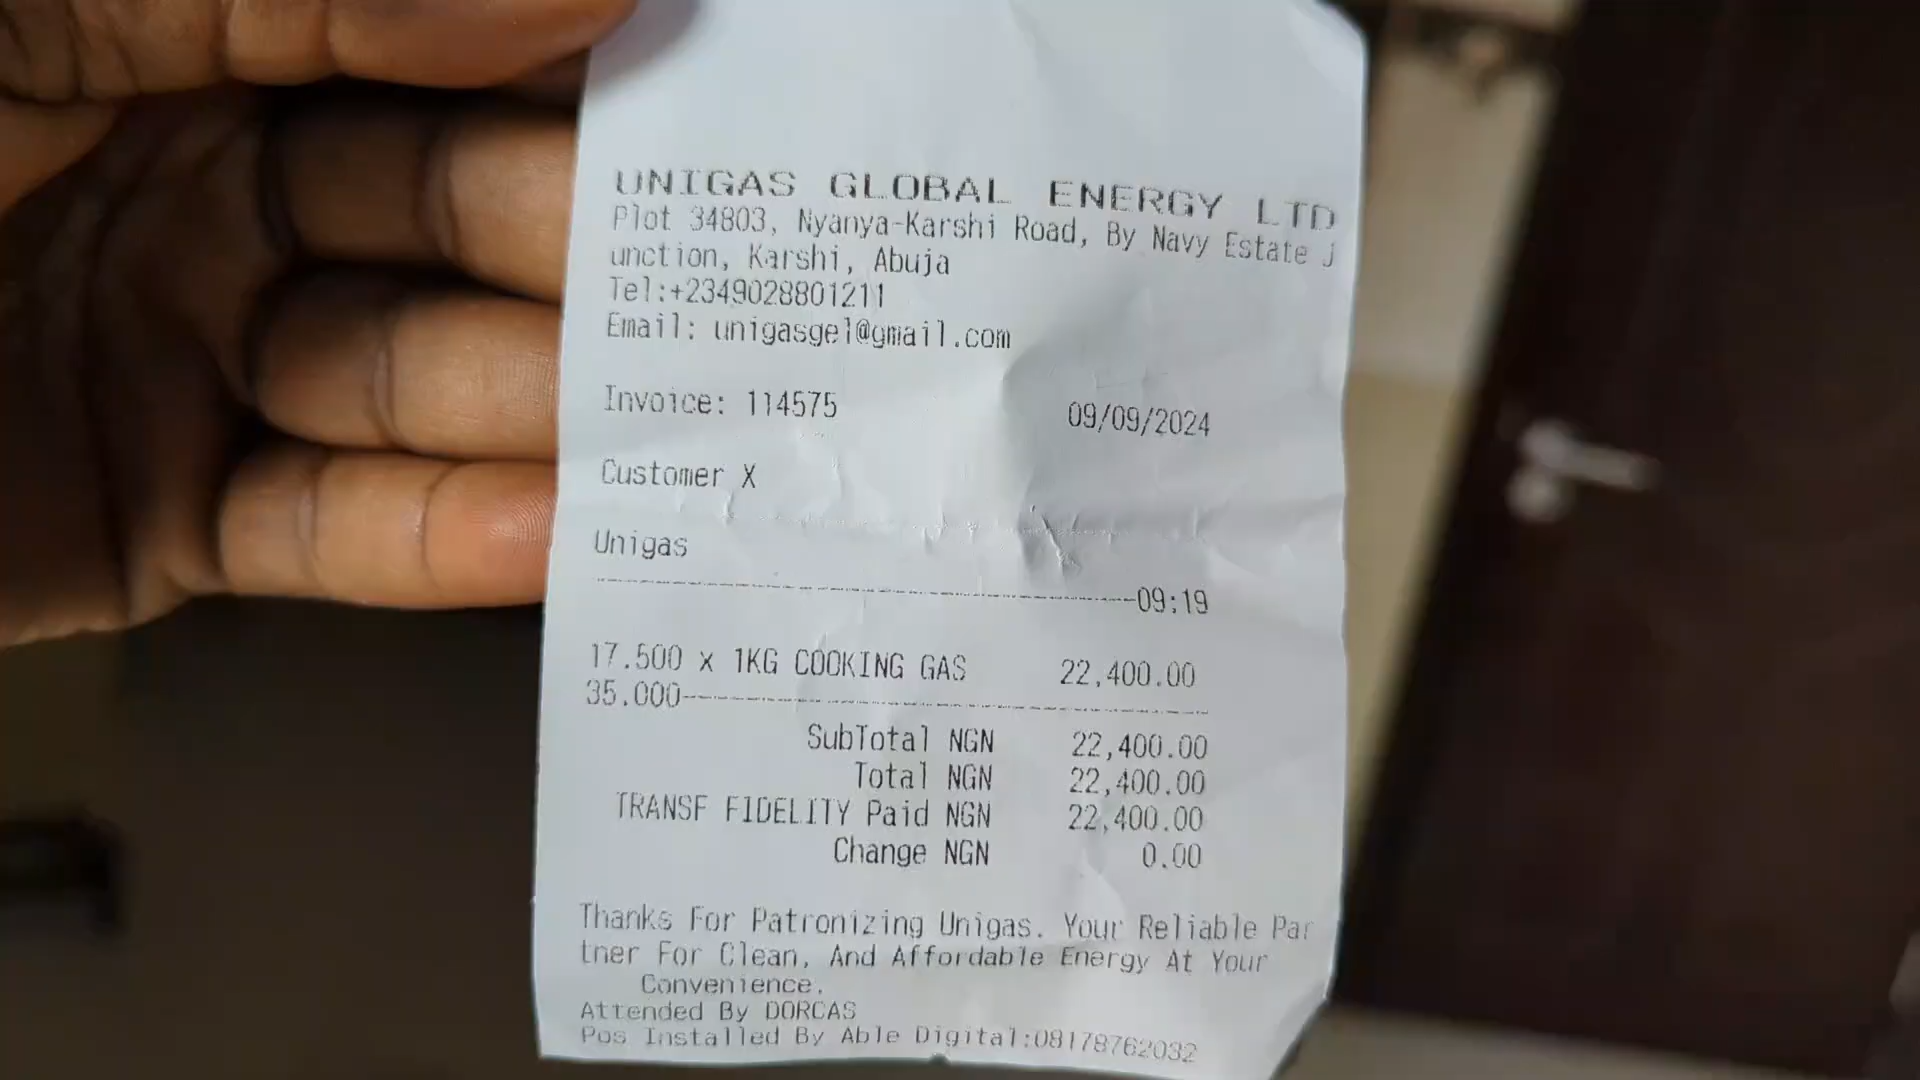 UNIGAS GLOBAL ENERGY LTD
Plot 34803, Nyanya-Karshi Road, By Navy Estate J
unction, Karshi, Abuja
Tel:+2349028801211
Email: unigasgel@gmail.com
Invoice: 114575 09/09/2024
Customer X
Unigas
09:19
17.500 x 1KG COOKING GAS 22,400.00
35.000
SubTotal NGN 22,400.00
Total NGN 22,400.00
TRANSF FIDELITY Paid NGN 22,400.00
Change NGN 0.00
Thanks For Patronizing Unigas. Your Reliable Par
tner For Clean, And Affordable Energy At Your
Convenience.
Attended By DORCAS
Pos Installed By Able Digital:08178762032